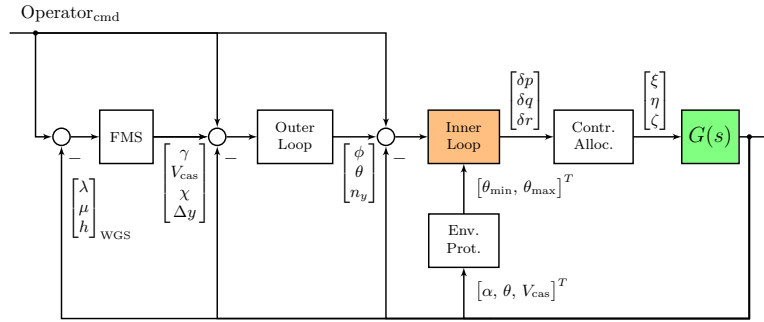 Operator_cmd
[δp
δq
δr]
[ξ
η
ζ]
FMS
Outer
Loop
Inner
Loop
Contr.
Alloc.
G(s)
−
−
−
[γ
V_cas
χ
Δy]
[ϕ
θ
n_y]
[λ
μ
h]_WGS
[θ_min, θ_max]^T
Env.
Prot.
[α, θ, V_cas]^T